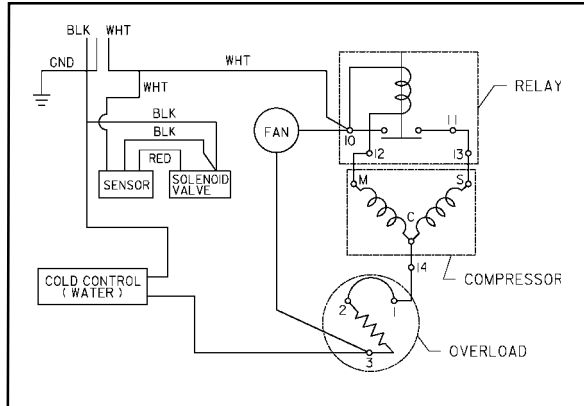 BLK WHT
GND
WHT
WHT
BLK
BLK
RED
SENSOR
SOLENOID
VALVE
FAN
RELAY
10
11
12
13
M
S
C
14
COMPRESSOR
COLD CONTROL
(WATER)
2
1
3
OVERLOAD